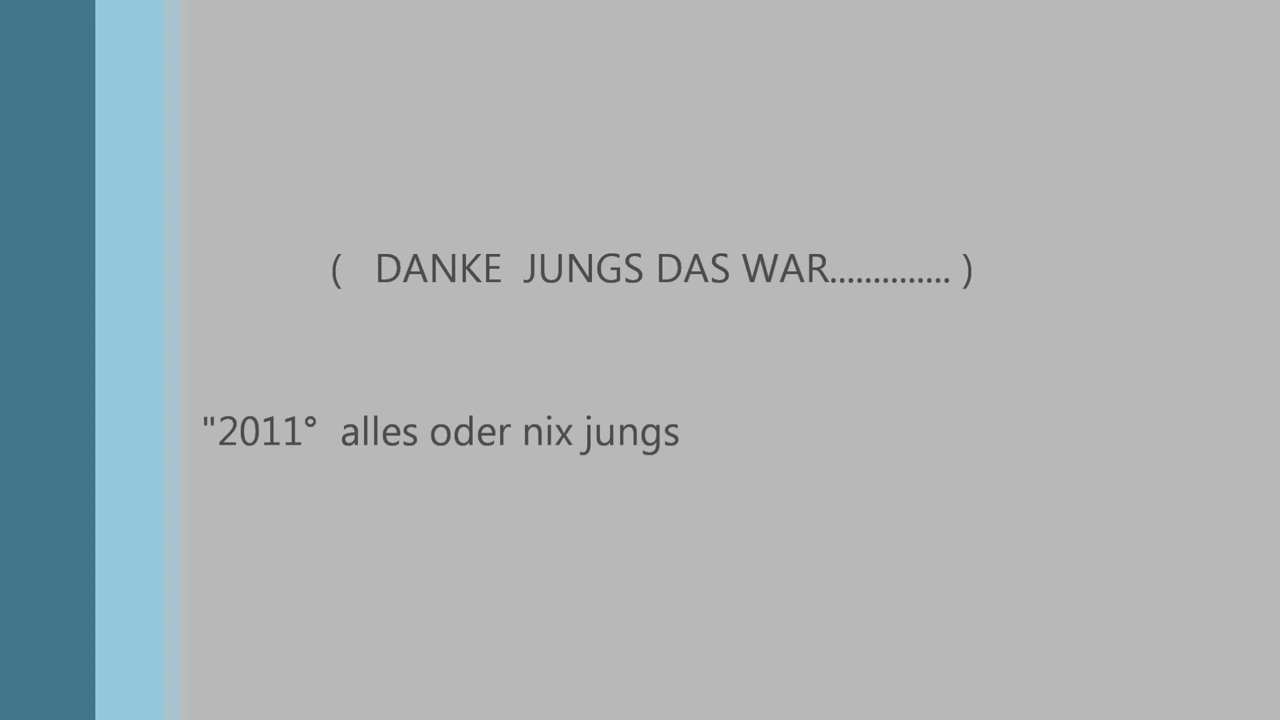 (   DANKE  JUNGS DAS WAR.............. )
"2011°  alles oder nix jungs